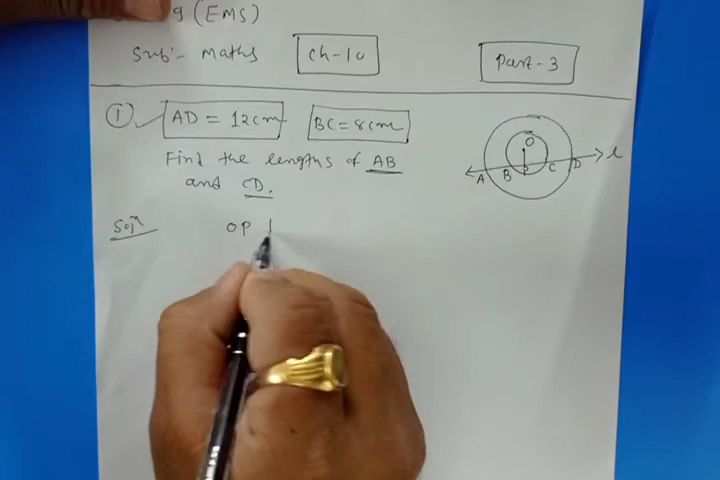 9 (EMS)
Sub:- Maths Ch-10 Part-3
① AD = 12cm BC = 8cm
Find the lengths of AB
and CD.
O
A B P C D l
Solⁿ OP